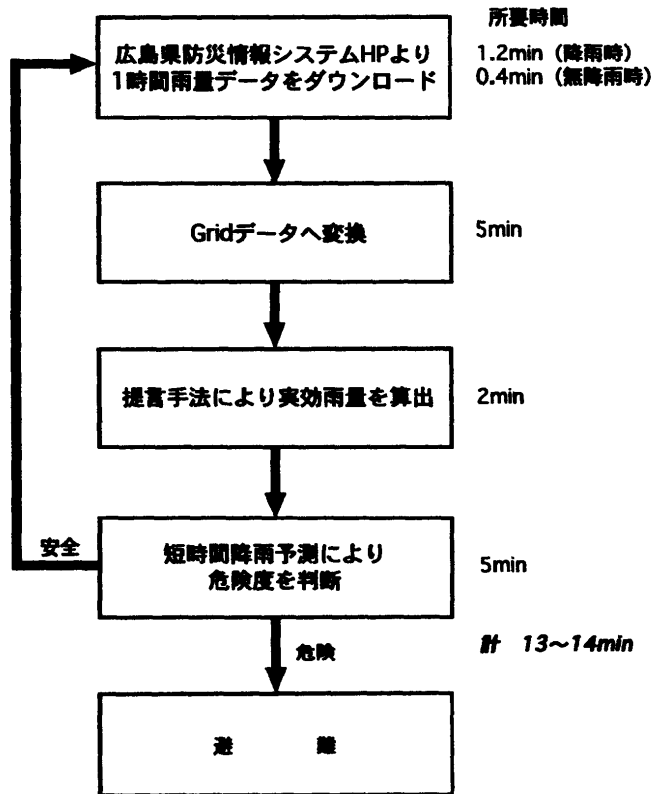 所要時間
広島県防災情報システムHPより
1時間雨量データをダウンロード
1.2min（降雨時）
0.4min（無降雨時）
Gridデータへ変換
5min
提言手法により実効雨量を算出
2min
安全
短時間降雨予測により
危険度を判断
5min
計 13〜14min
危険
避 難